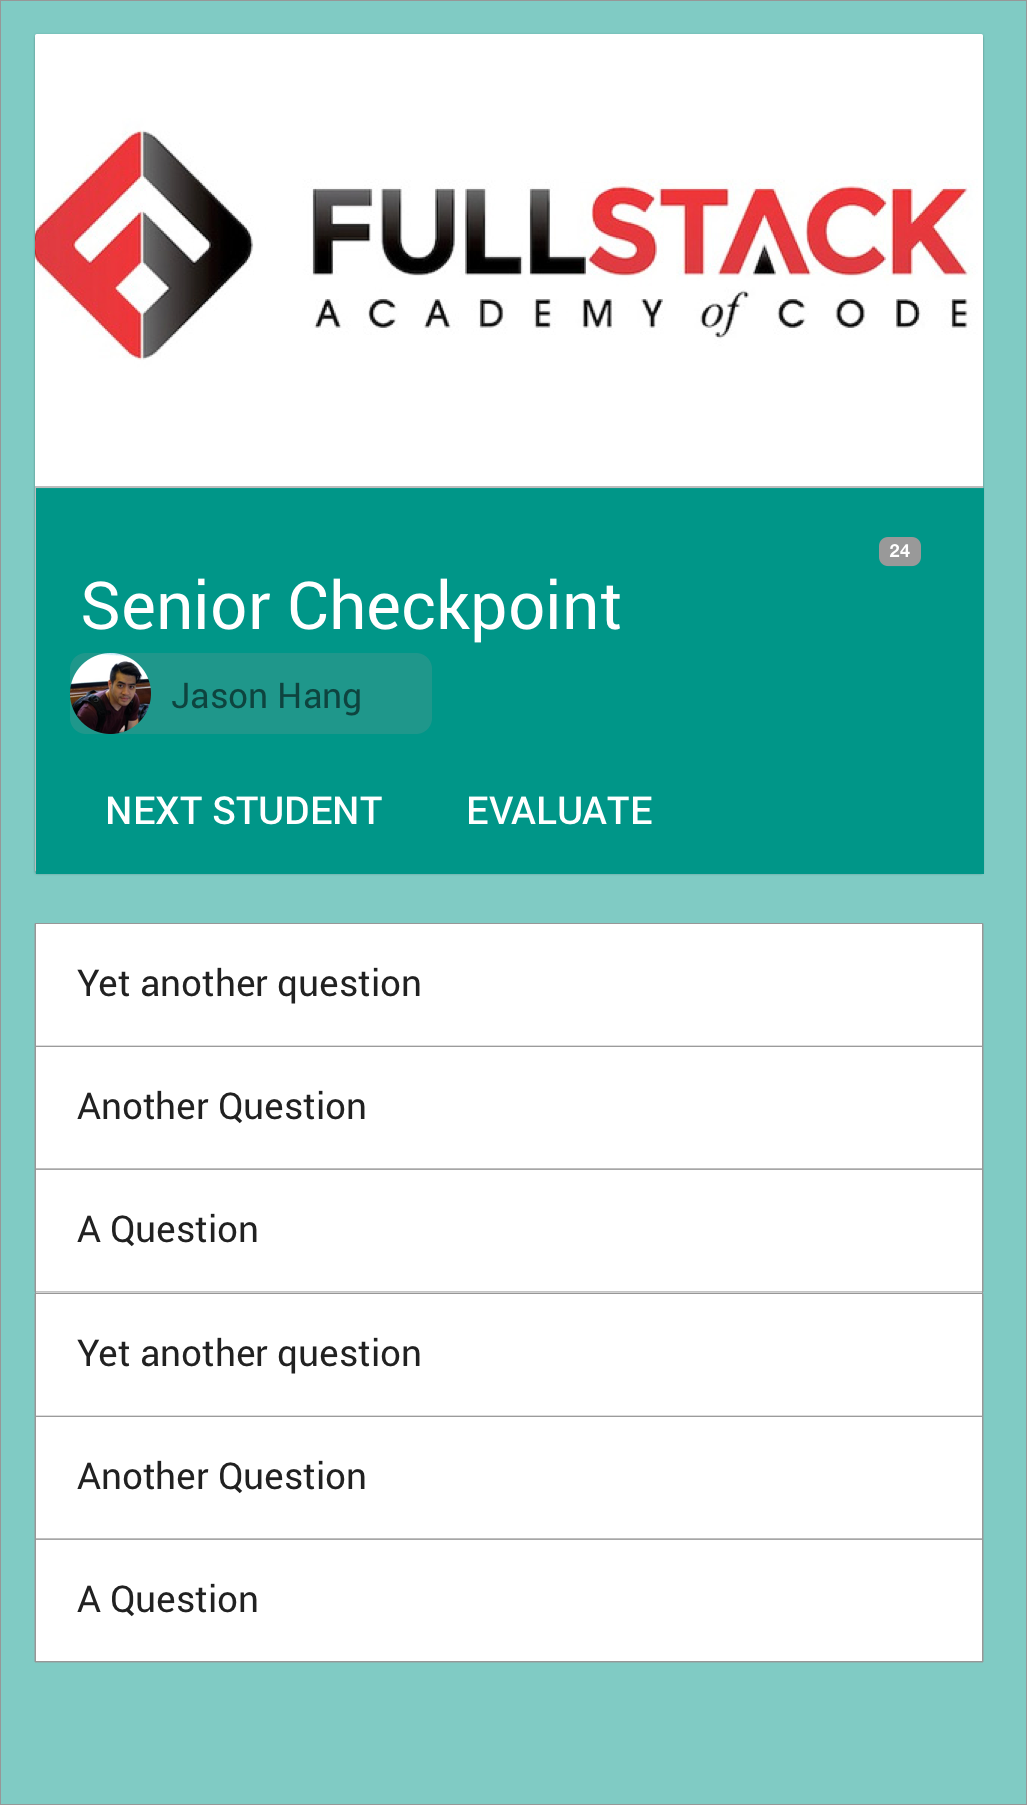 FULLSTACK
ACADEMY of CODE
24
Senior Checkpoint
Jason Hang
NEXT STUDENT EVALUATE
Yet another question
Another Question
A Question
Yet another question
Another Question
A Question